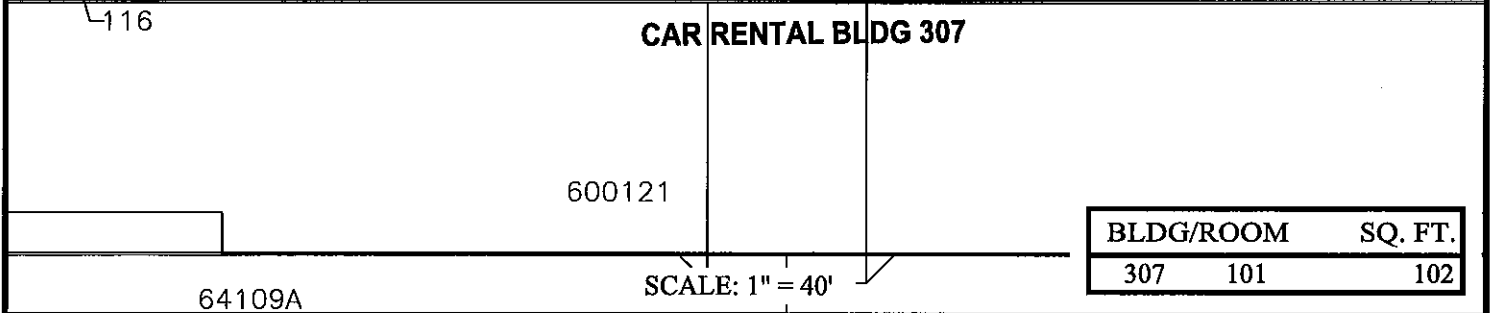 116
CAR RENTAL BLDG 307
600121
BLDG/ROOM SQ. FT.
307 101 102
SCALE: 1" = 40'
64109A